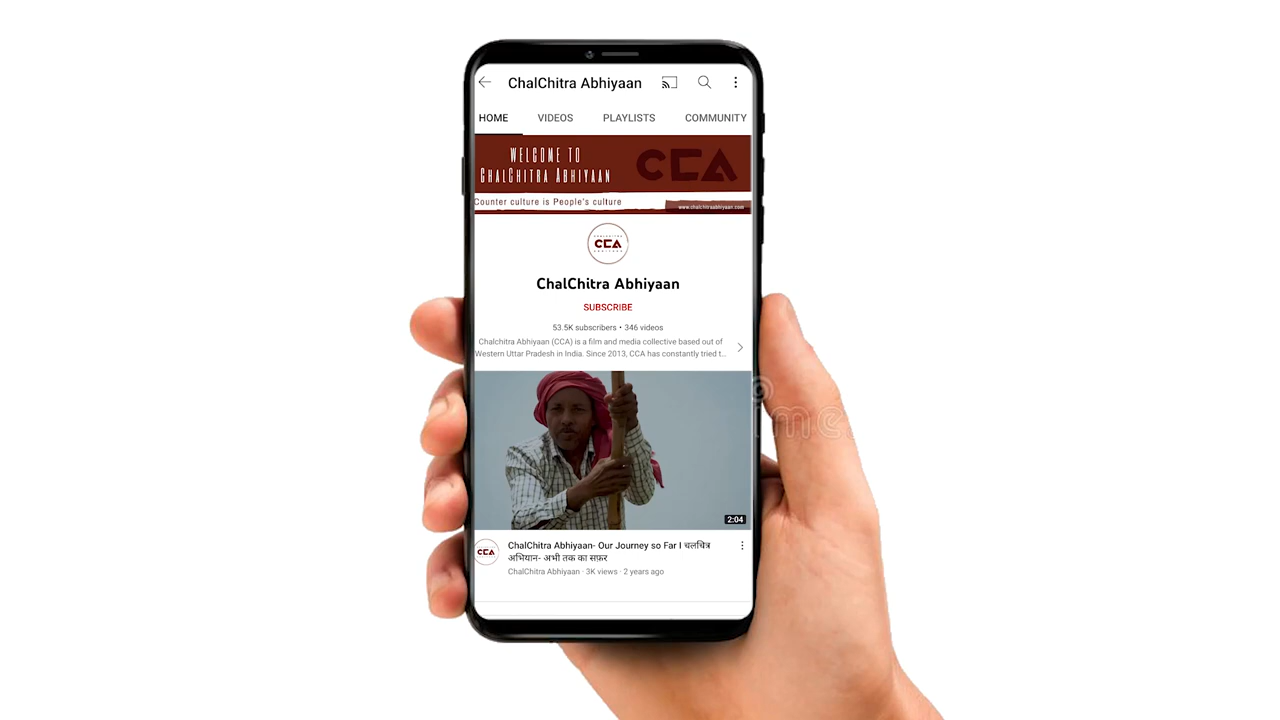 ChalChitra Abhiyaan
HOME VIDEOS PLAYLISTS COMMUNITY
WELCOME TO
CHALCHITRA ABHIYAAN
CCA
Counter culture is People's culture
www.chalchitraabhiyaan.com
CHALCHITRA
CCA
ABHIYAAN
ChalChitra Abhiyaan
SUBSCRIBE
53.5K subscribers • 346 videos
Chalchitra Abhiyaan (CCA) is a film and media collective based out of
Western Uttar Pradesh in India. Since 2013, CCA has constantly tried t...
2:04
ChalChitra Abhiyaan- Our Journey so Far I चलचित्र
अभियान- अभी तक का सफ़र
CCA
ChalChitra Abhiyaan · 3K views · 2 years ago